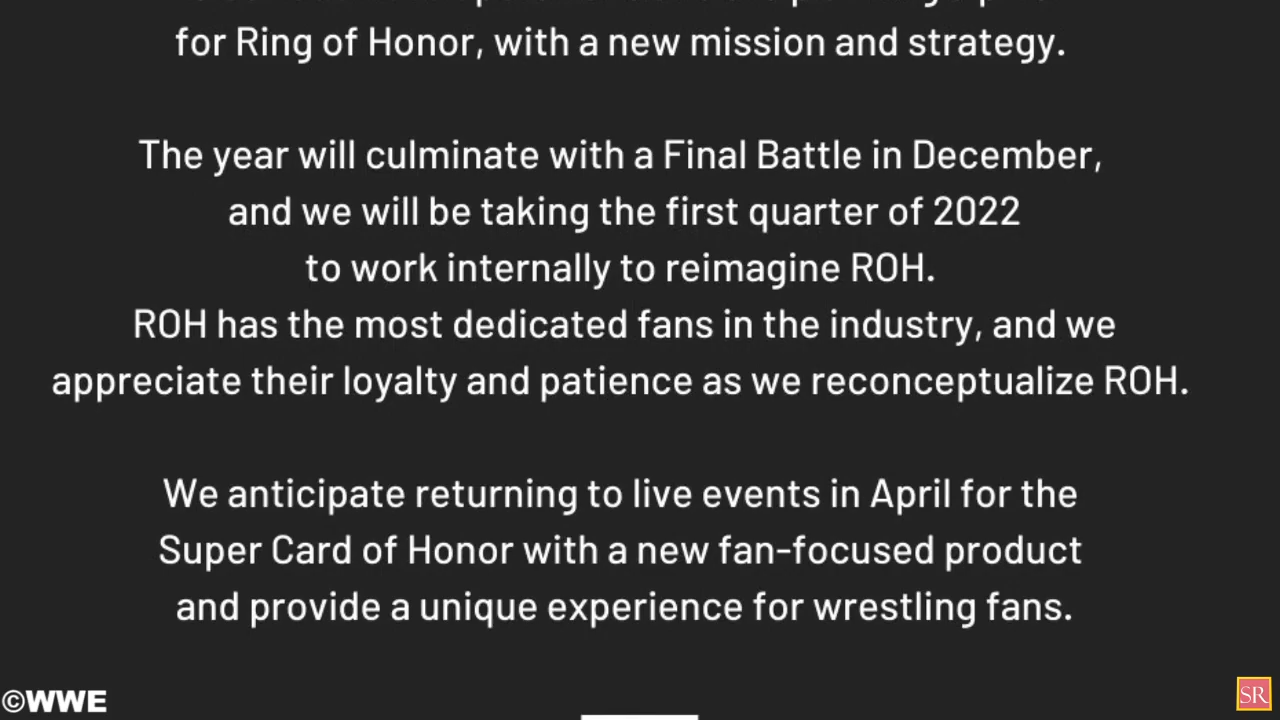 for Ring of Honor, with a new mission and strategy.
The year will culminate with a Final Battle in December,
and we will be taking the first quarter of 2022
to work internally to reimagine ROH.
ROH has the most dedicated fans in the industry, and we
appreciate their loyalty and patience as we reconceptualize ROH.
We anticipate returning to live events in April for the
Super Card of Honor with a new fan-focused product
and provide a unique experience for wrestling fans.
©WWE
SR